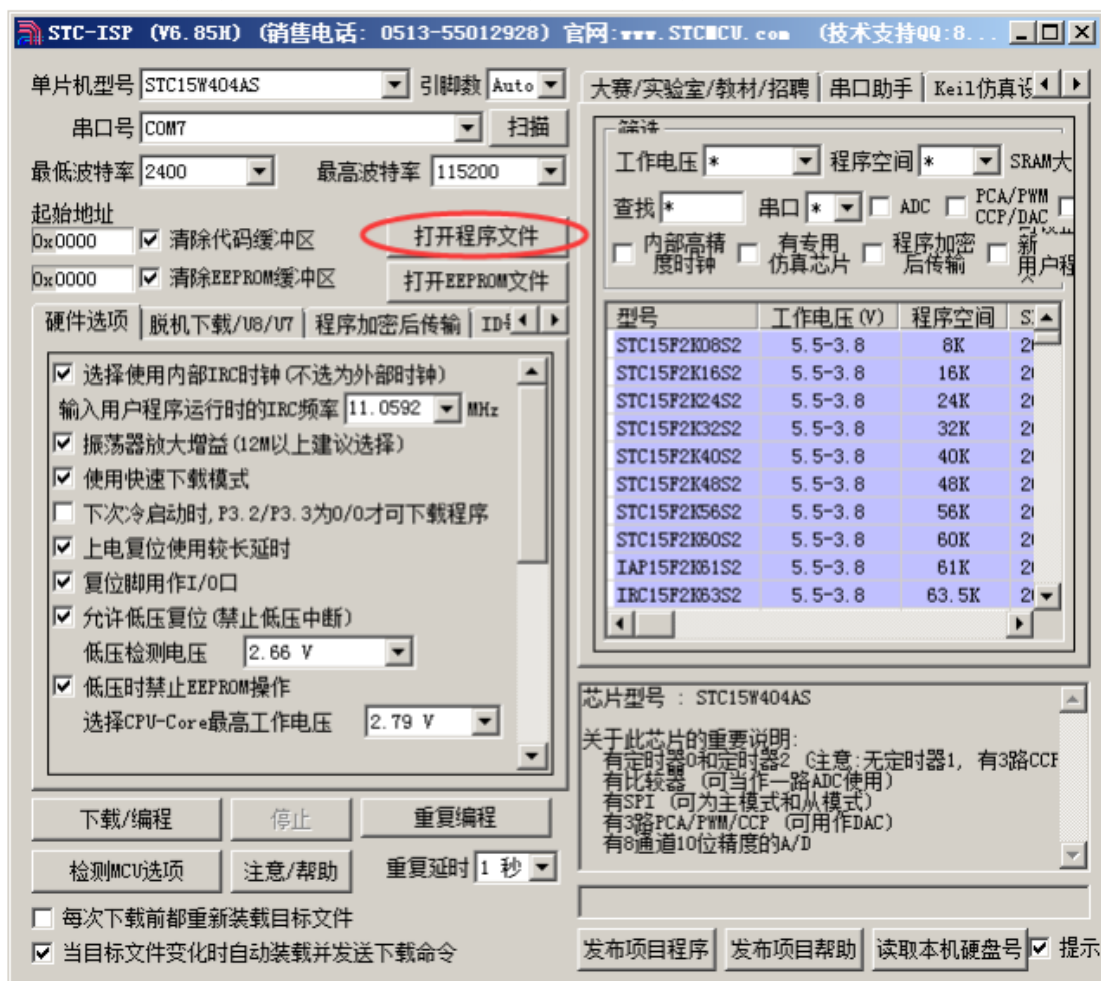 STC-ISP (V6.85H) (销售电话: 0513-55012928) 官网:www.STCMCU.com (技术支持QQ:8...
单片机型号 STC15W404AS 引脚数 Auto
串口号 COM7 扫描
最低波特率 2400 最高波特率 115200
起始地址
0x0000 清除代码缓冲区 打开程序文件
0x0000 清除EEPROM缓冲区 打开EEPROM文件
硬件选项 脱机下载/U8/U7 程序加密后传输
选择使用内部IRC时钟(不选为外部时钟)
输入用户程序运行时的IRC频率 11.0592 MHz
振荡器放大增益(12M以上建议选择)
使用快速下载模式
下次冷启动时,P3.2/P3.3为0/0才可下载程序
上电复位使用较长延时
复位脚用作I/O口
允许低压复位(禁止低压中断)
低压检测电压 2.66 V
低压时禁止EEPROM操作
选择CPU-Core最高工作电压 2.79 V
下载/编程 停止 重复编程
检测MCU选项 注意/帮助 重复延时 1 秒
每次下载前都重新装载目标文件
当目标文件变化时自动装载并发送下载命令
大赛/实验室/教材/招聘 串口助手 Keil仿真设
筛选
工作电压 * 程序空间 * SRAM大
查找 * 串口 * ADC PCA/PWM
CCP/DAC
内部高精度时钟 有专用仿真芯片 程序加密后传输
用户程
型号 工作电压(V) 程序空间
STC15F2K08S2 5.5-3.8 8K
STC15F2K16S2 5.5-3.8 16K
STC15F2K24S2 5.5-3.8 24K
STC15F2K32S2 5.5-3.8 32K
STC15F2K40S2 5.5-3.8 40K
STC15F2K48S2 5.5-3.8 48K
STC15F2K56S2 5.5-3.8 56K
STC15F2K60S2 5.5-3.8 60K
IAP15F2K61S2 5.5-3.8 61K
IRC15F2K63S2 5.5-3.8 63.5K
芯片型号 : STC15W404AS
关于此芯片的重要说明:
有定时器0和定时器2 (注意:无定时器1, 有3路CCP
有比较器 (可当作一路ADC使用)
有SPI (可为主模式和从模式)
有3路PCA/PWM/CCP (可用作DAC)
有8通道10位精度的A/D
发布项目程序 发布项目帮助 读取本机硬盘号 提示